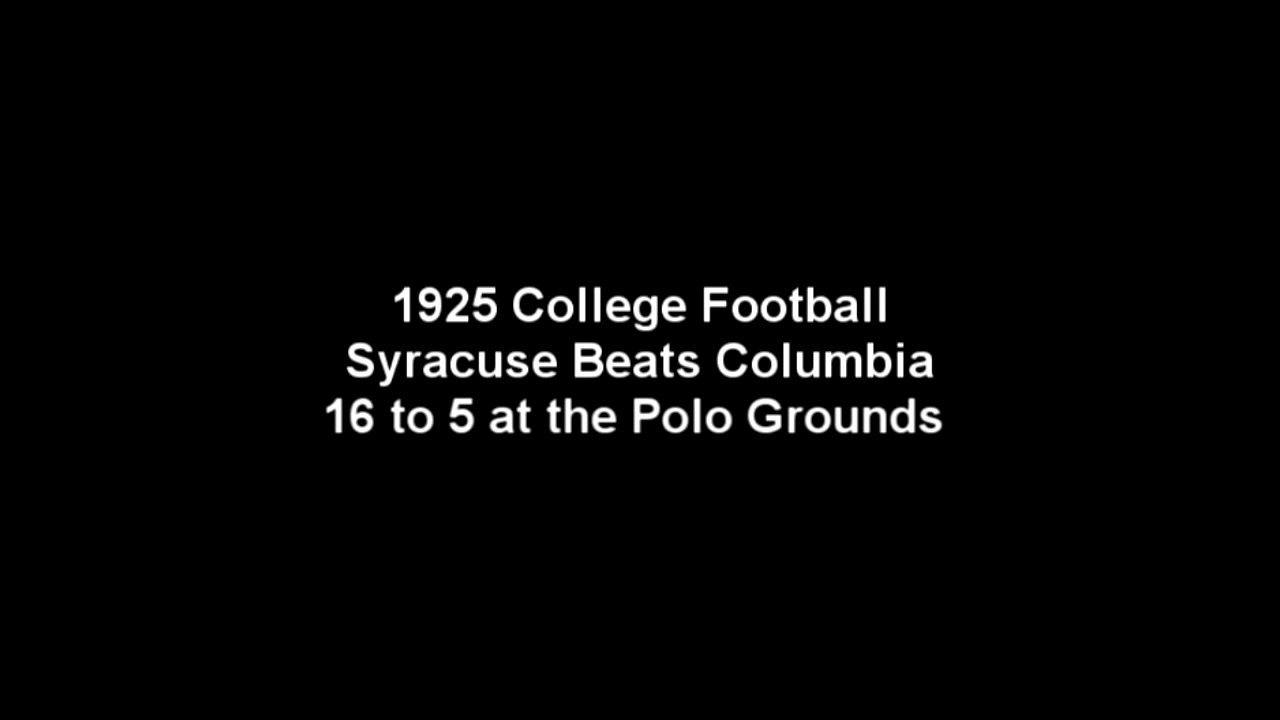 1925 College Football
Syracuse Beats Columbia
16 to 5 at the Polo Grounds